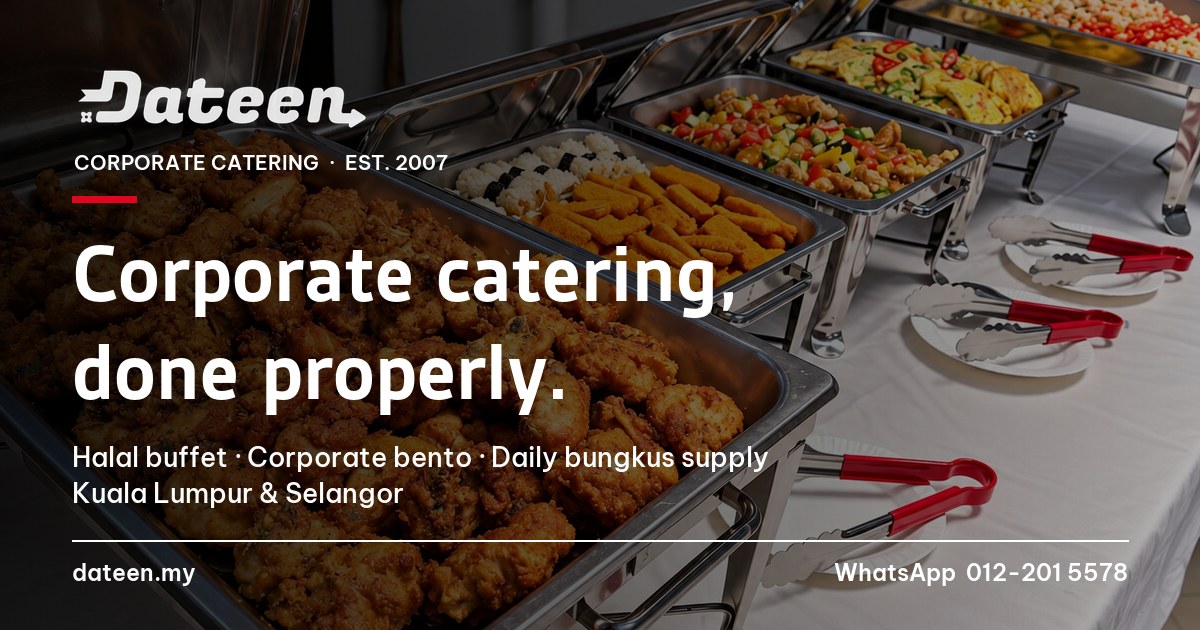 Dateen
CORPORATE CATERING · EST. 2007
Corporate catering,
done properly.
Halal buffet · Corporate bento · Daily bungkus supply
Kuala Lumpur & Selangor
dateen.my
WhatsApp 012-201 5578